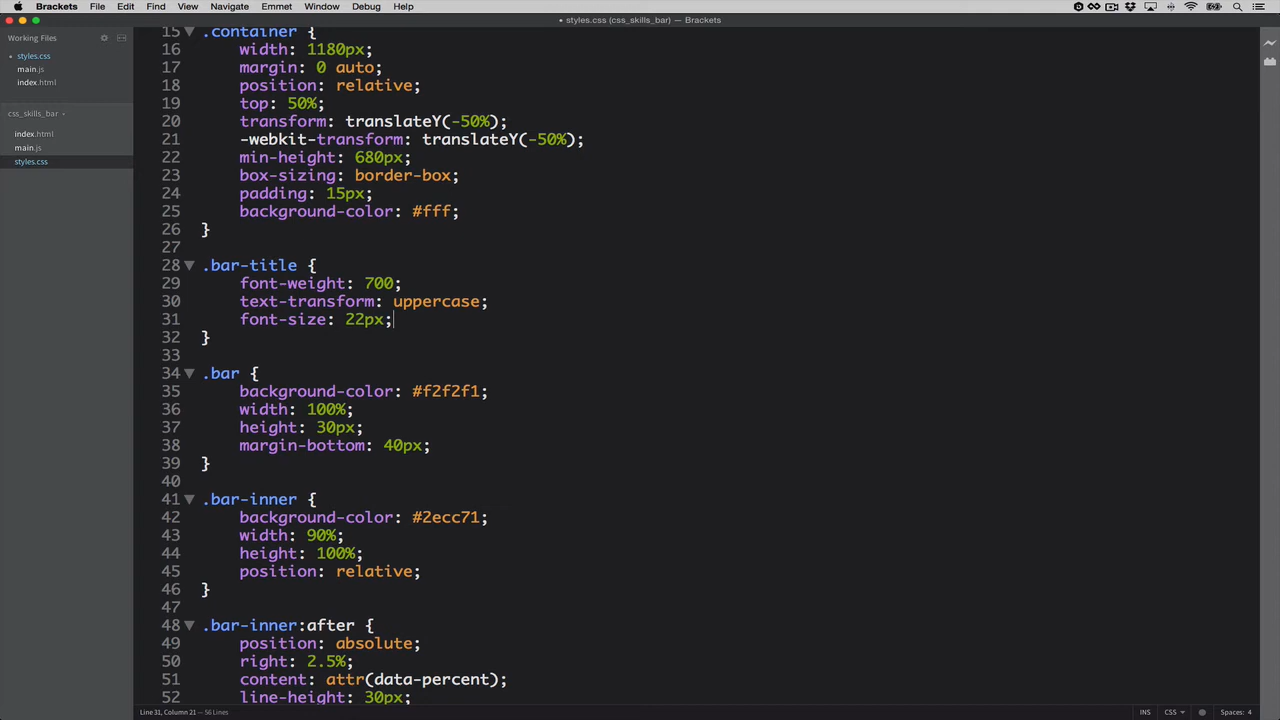 Brackets File Edit Find View Navigate Emmet Window Debug Help
• styles.css (css_skills_bar) — Brackets
Working Files
• styles.css
main.js
index.html
css_skills_bar
index.html
main.js
styles.css
15 .container {
16 width: 1180px;
17 margin: 0 auto;
18 position: relative;
19 top: 50%;
20 transform: translateY(-50%);
21 -webkit-transform: translateY(-50%);
22 min-height: 680px;
23 box-sizing: border-box;
24 padding: 15px;
25 background-color: #fff;
26 }
27
28 .bar-title {
29 font-weight: 700;
30 text-transform: uppercase;
31 font-size: 22px;
32 }
33
34 .bar {
35 background-color: #f2f2f1;
36 width: 100%;
37 height: 30px;
38 margin-bottom: 40px;
39 }
40
41 .bar-inner {
42 background-color: #2ecc71;
43 width: 90%;
44 height: 100%;
45 position: relative;
46 }
47
48 .bar-inner:after {
49 position: absolute;
50 right: 2.5%;
51 content: attr(data-percent);
52 line-height: 30px;
Line 31, Column 21 — 56 Lines INS CSS Spaces: 4